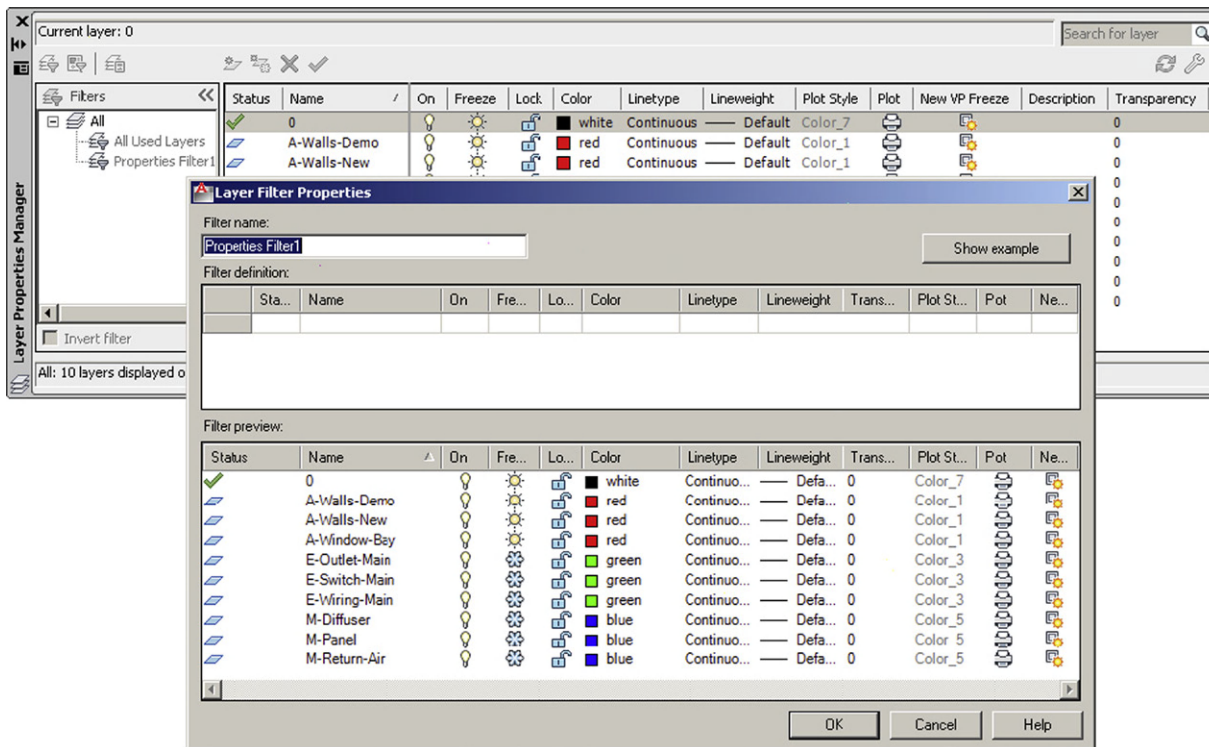 Current layer: 0
Search for layer
Filters
All
All Used Layers
Properties Filter1
Invert filter
All: 10 layers displayed o
Layer Properties Manager
Status Name / On Freeze Lock Color Linetype Lineweight Plot Style Plot New VP Freeze Description Transparency
0 white Continuous Default Color_7 0
A-Walls-Demo red Continuous Default Color_1 0
A-Walls-New red Continuous Default Color_1 0
0
0
0
0
0
0
0
Layer Filter Properties
Filter name:
Properties Filter1
Show example
Filter definition:
Sta... Name On Fre... Lo... Color Linetype Lineweight Trans... Plot St... Pot Ne...
Filter preview:
Status Name On Fre... Lo... Color Linetype Lineweight Trans... Plot St... Pot Ne...
0 white Continuo... Defa... 0 Color_7
A-Walls-Demo red Continuo... Defa... 0 Color_1
A-Walls-New red Continuo... Defa... 0 Color_1
A-Window-Bay red Continuo... Defa... 0 Color_1
E-Outlet-Main green Continuo... Defa... 0 Color_3
E-Switch-Main green Continuo... Defa... 0 Color_3
E-Wiring-Main green Continuo... Defa... 0 Color_3
M-Diffuser blue Continuo... Defa... 0 Color_5
M-Panel blue Continuo... Defa... 0 Color_5
M-Return-Air blue Continuo... Defa... 0 Color_5
OK
Cancel
Help